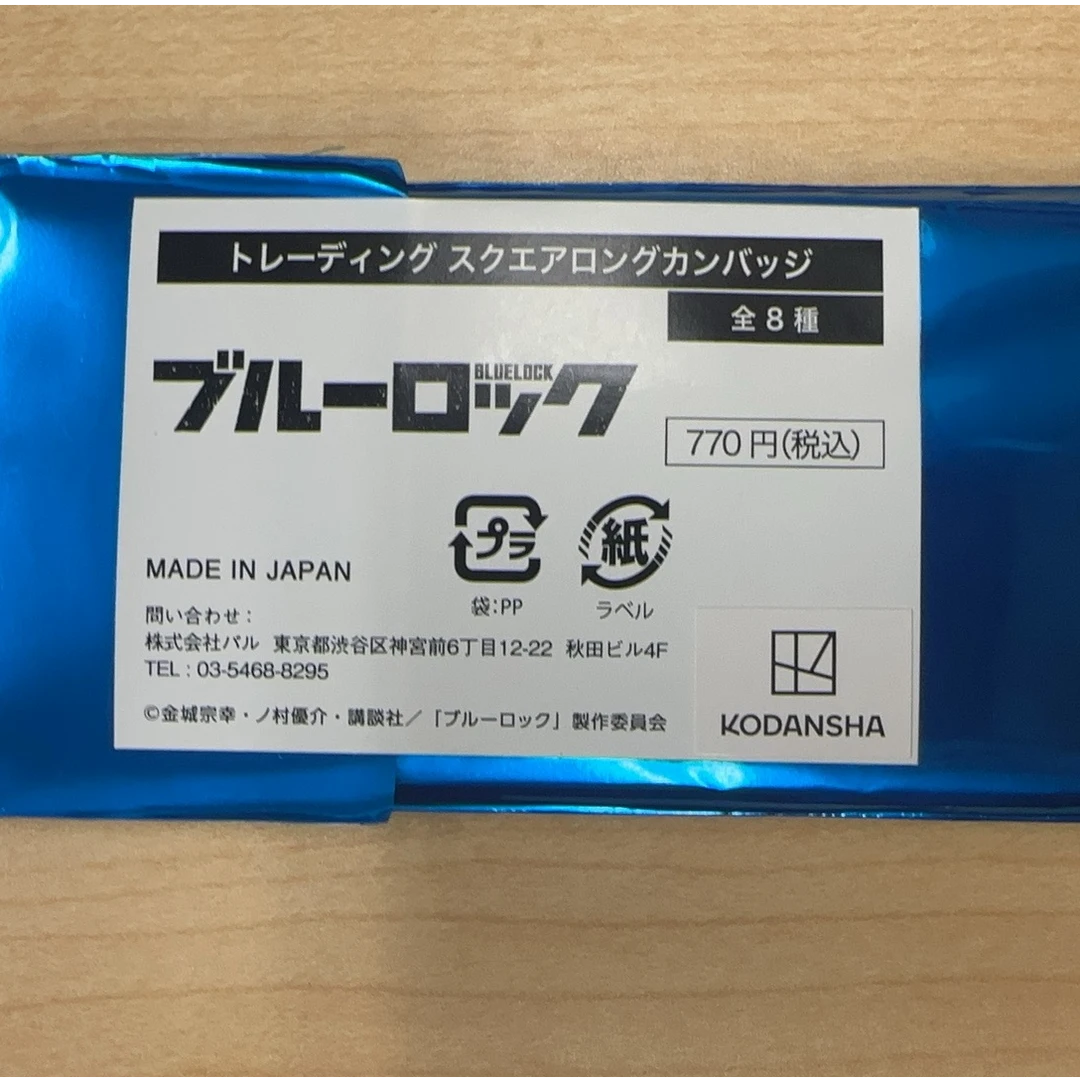 トレーディング スクエアロングカンバッジ
全8種
ブルーロック
BLUELOCK
770円(税込)
プラ
紙
袋:PP
ラベル
MADE IN JAPAN
問い合わせ:
株式会社パル 東京都渋谷区神宮前6丁目12-22 秋田ビル4F
TEL : 03-5468-8295
©金城宗幸・ノ村優介・講談社/「ブルーロック」製作委員会
KODANSHA